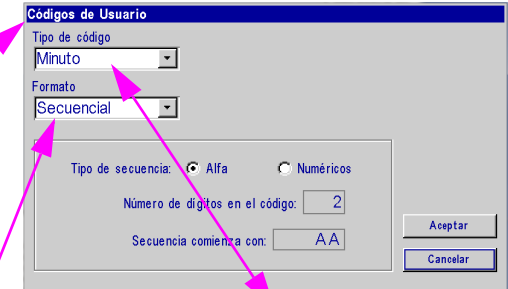 Códigos de Usuario
Tipo de código
Minuto
Formato
Secuencial
Tipo de secuencia: Alfa Numéricos
Número de dígitos en el código: 2
Secuencia comienza con: AA
Aceptar
Cancelar